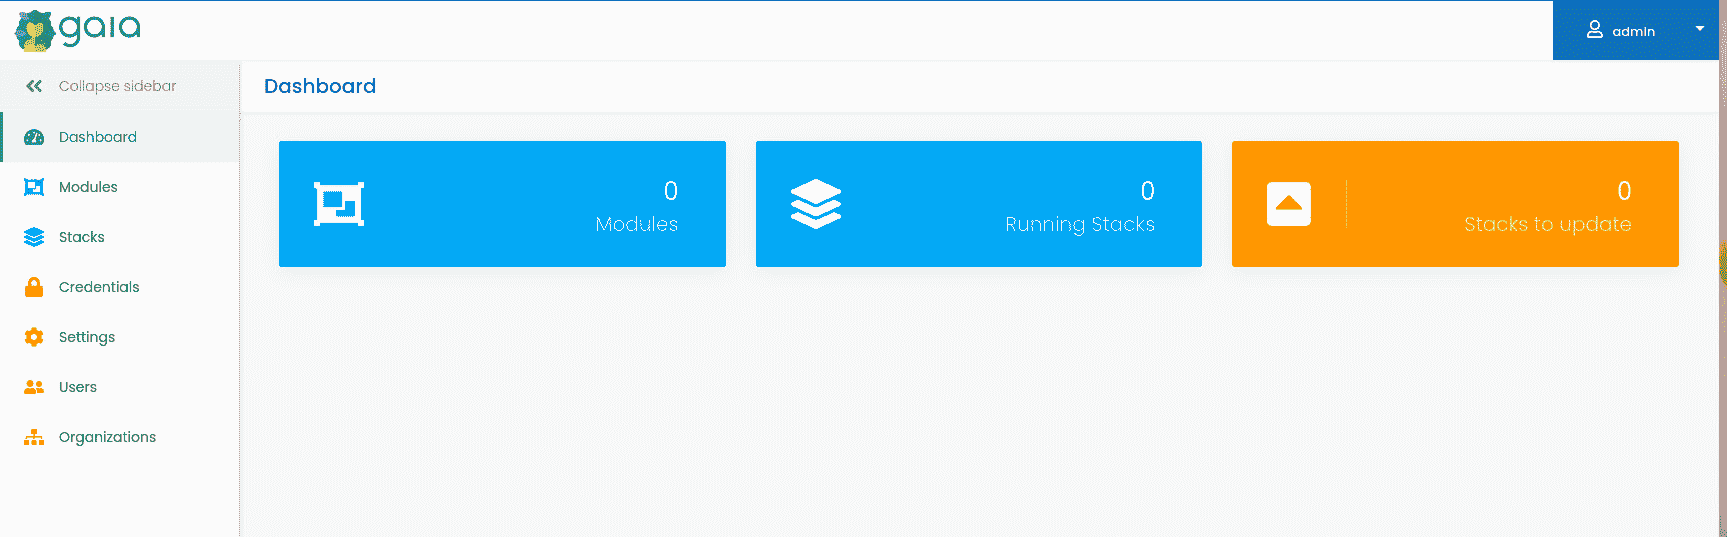 gaia
admin
Collapse sidebar
Dashboard
Dashboard
Modules
Stacks
Credentials
Settings
Users
Organizations
0
Modules
0
Running Stacks
0
Stacks to update